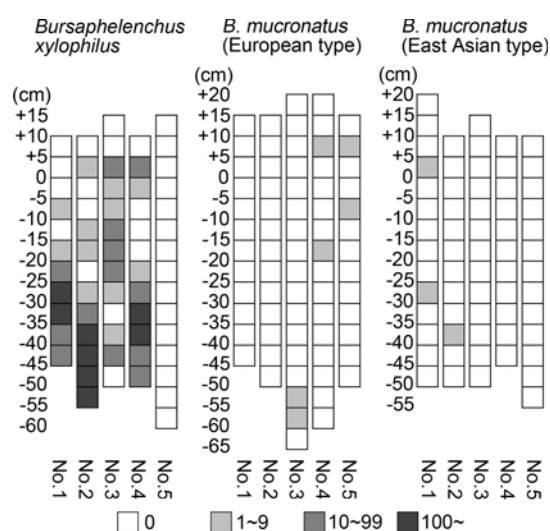 Bursaphelenchus
xylophilus
(cm)
+15
+10
+5
0
-5
-10
-15
-20
-25
-30
-35
-40
-45
-50
-55
-60
No.1
No.2
No.3
No.4
No.5
B. mucronatus
(European type)
(cm)
+20
+15
+10
+5
0
-5
-10
-15
-20
-25
-30
-35
-40
-45
-50
-55
-60
-65
No.1
No.2
No.3
No.4
No.5
B. mucronatus
(East Asian type)
(cm)
+20
+15
+10
+5
0
-5
-10
-15
-20
-25
-30
-35
-40
-45
-50
-55
No.1
No.2
No.3
No.4
No.5
0 1~9 10~99 100~